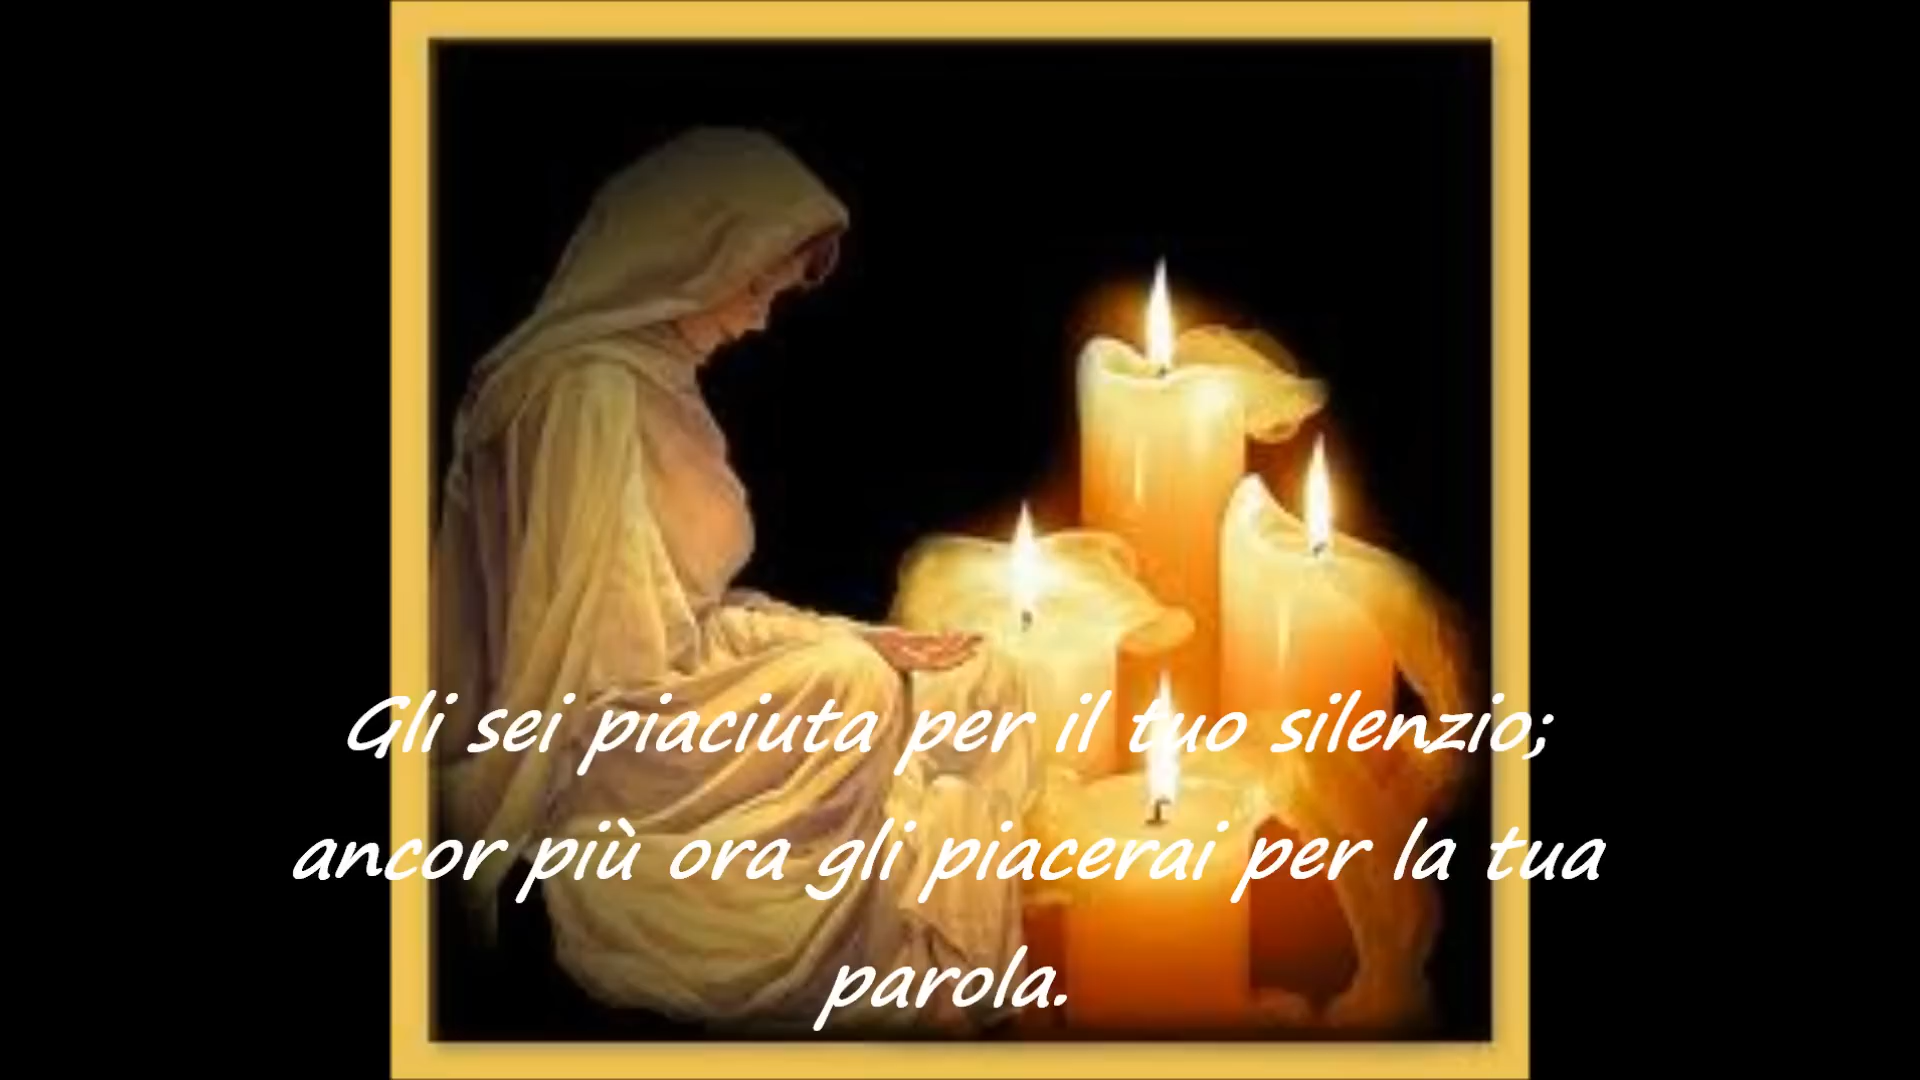 Gli sei piaciuta per il tuo silenzio;
ancor più ora gli piacerai per la tua
parola.